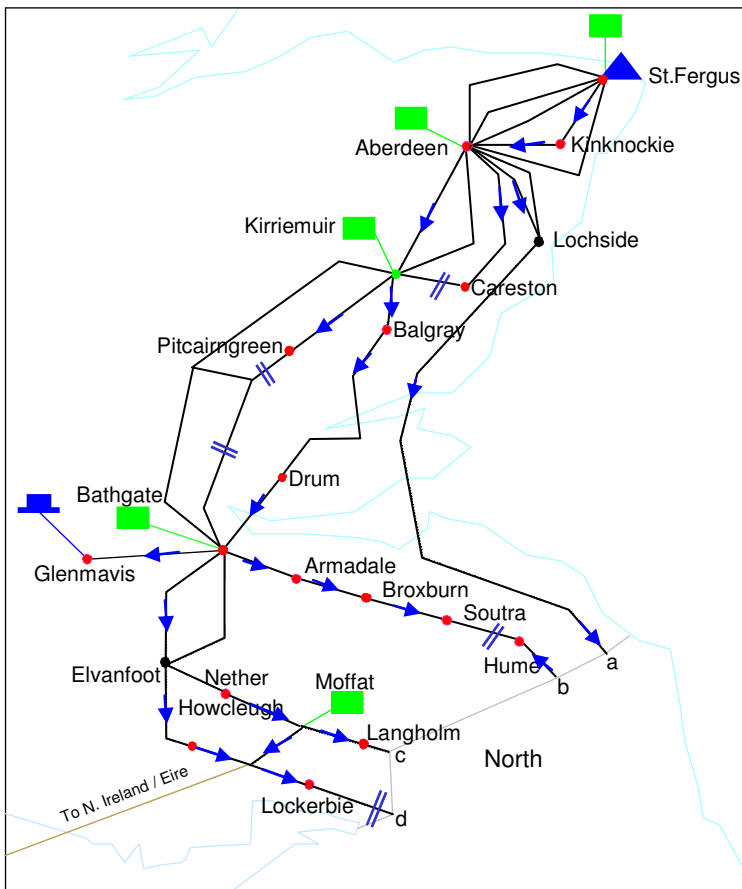 St.Fergus
Aberdeen
Kinknockie
Kirriemuir
Lochside
Careston
Pitcairngreen
Balgray
Drum
Bathgate
Glenmavis
Armadale
Broxburn
Soutra
Hume
a
b
Elvanfoot
Nether
Howcleugh
Moffat
Langholm
c
North
To N. Ireland / Eire
Lockerbie
d